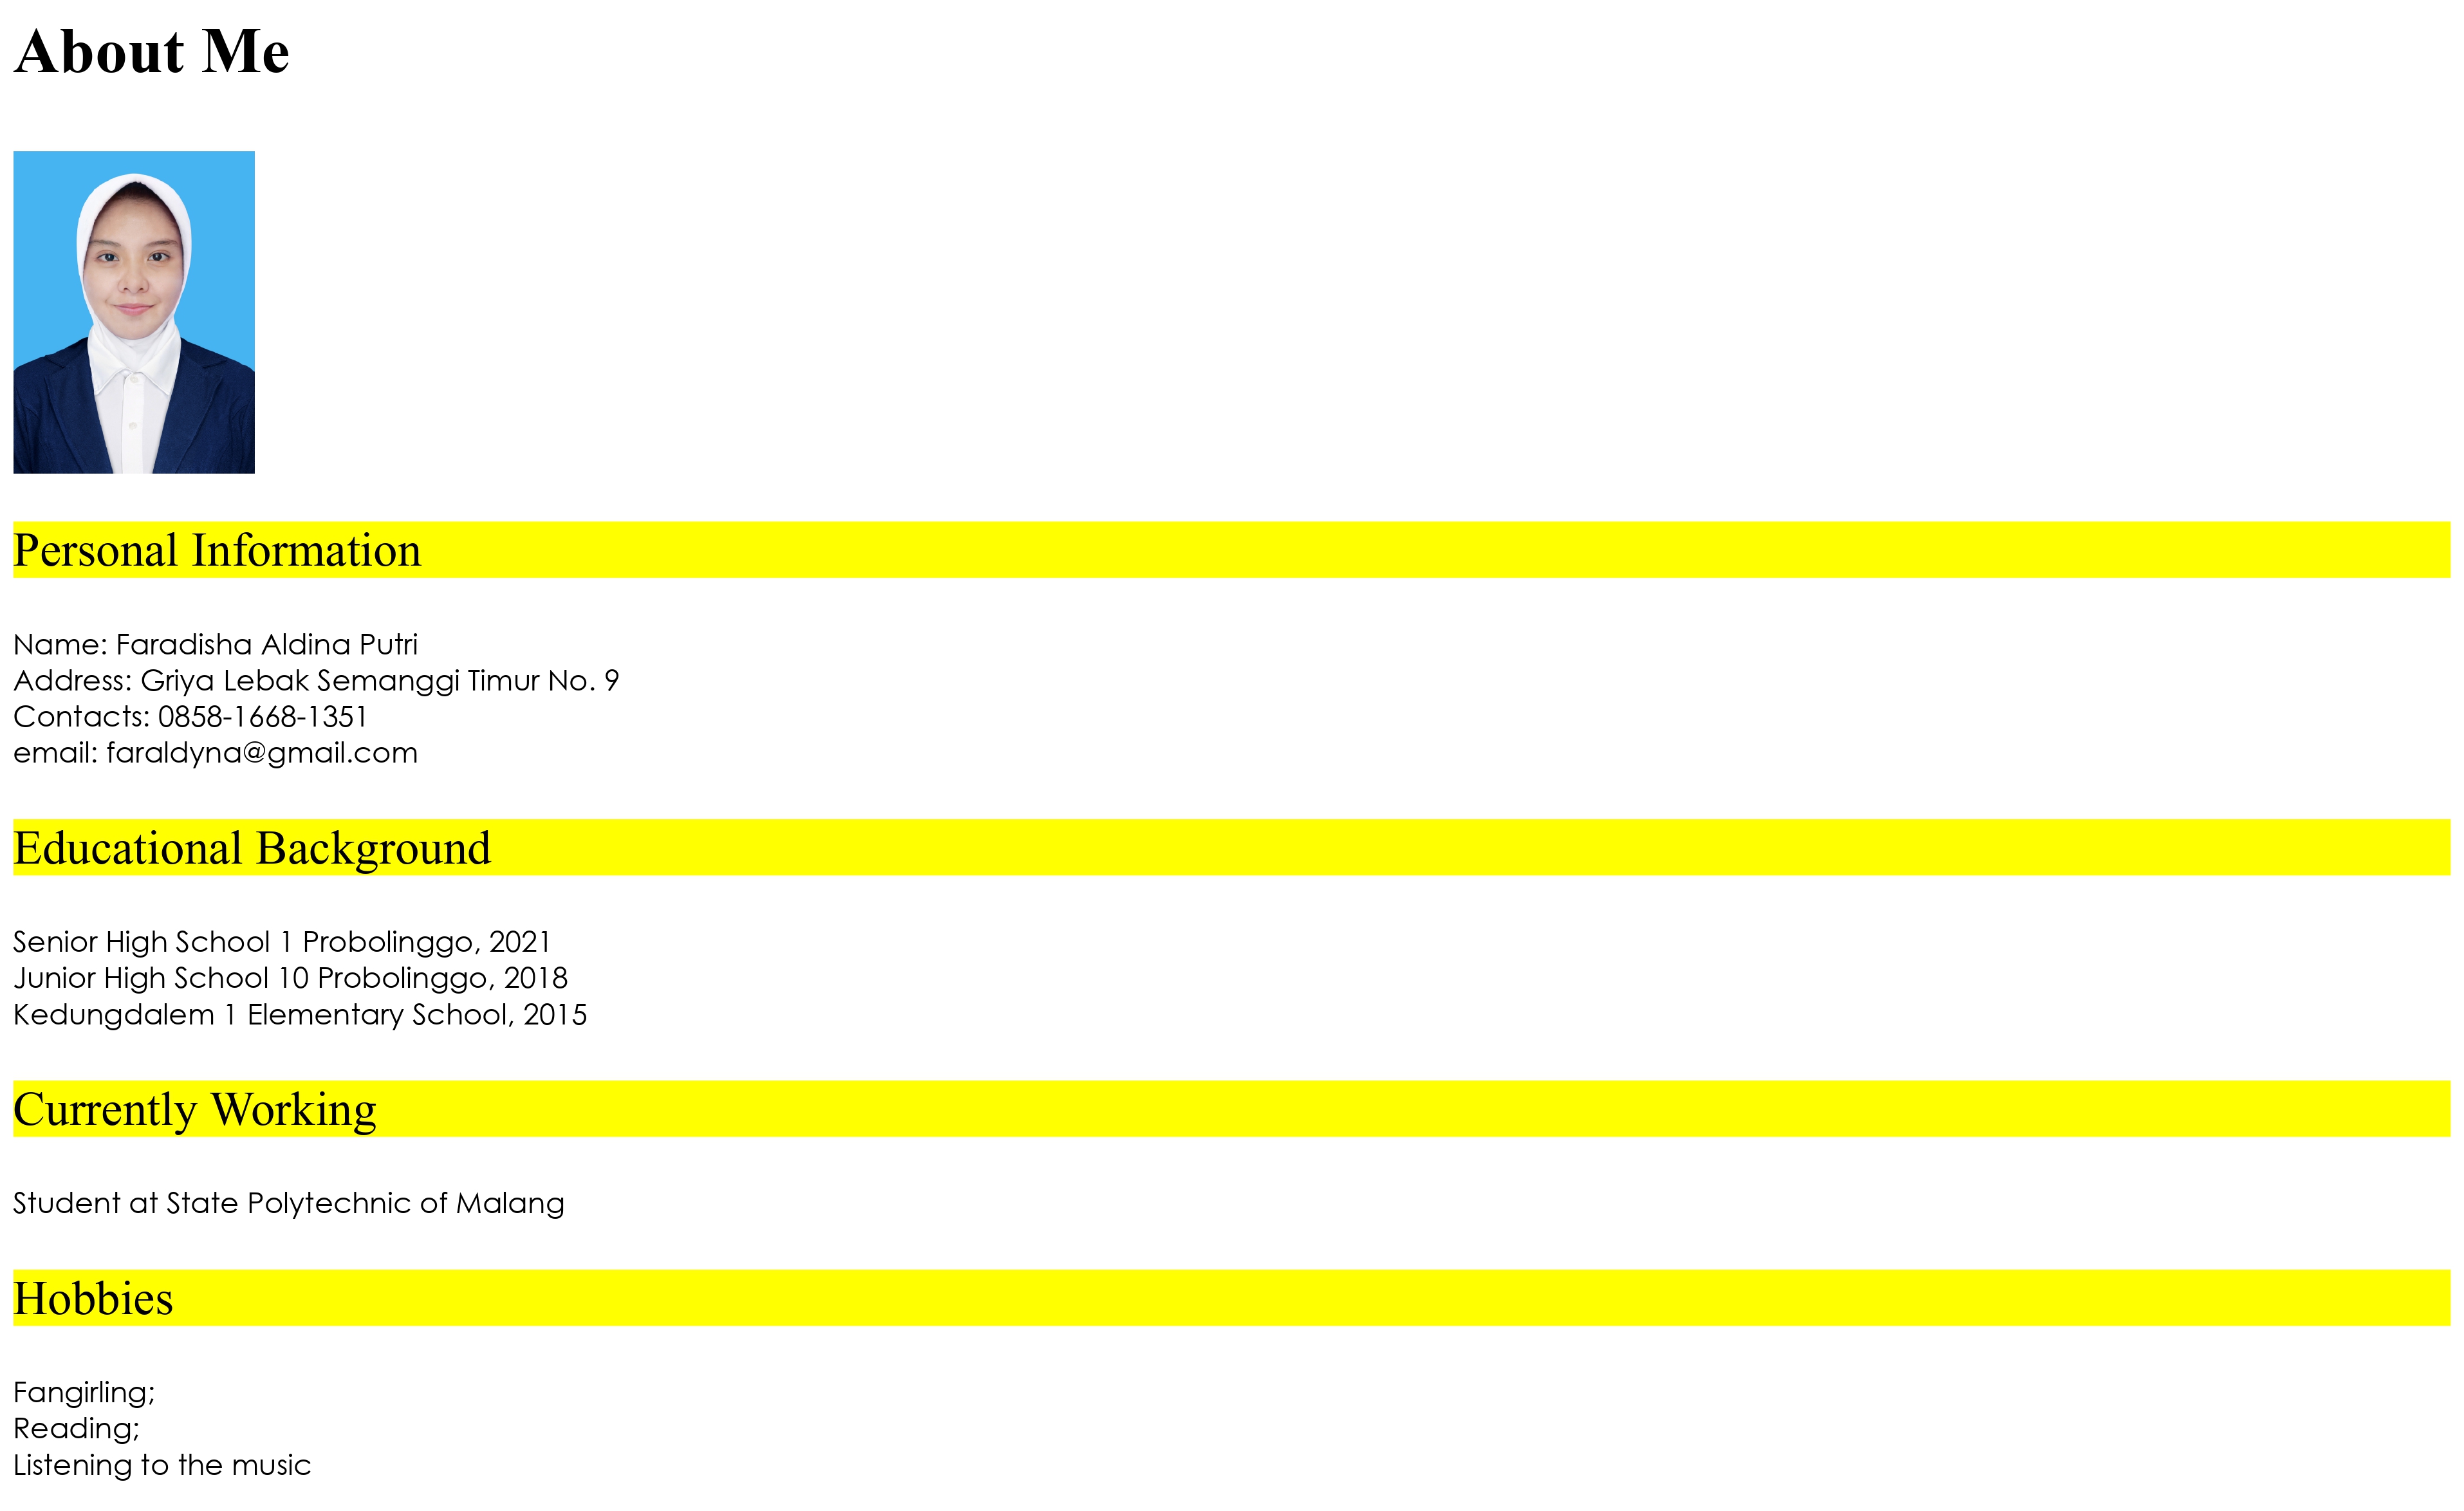 About Me
Personal Information
Name: Faradisha Aldina Putri
Address: Griya Lebak Semanggi Timur No. 9
Contacts: 0858-1668-1351
email: faraldyna@gmail.com
Educational Background
Senior High School 1 Probolinggo, 2021
Junior High School 10 Probolinggo, 2018
Kedungdalem 1 Elementary School, 2015
Currently Working
Student at State Polytechnic of Malang
Hobbies
Fangirling;
Reading;
Listening to the music